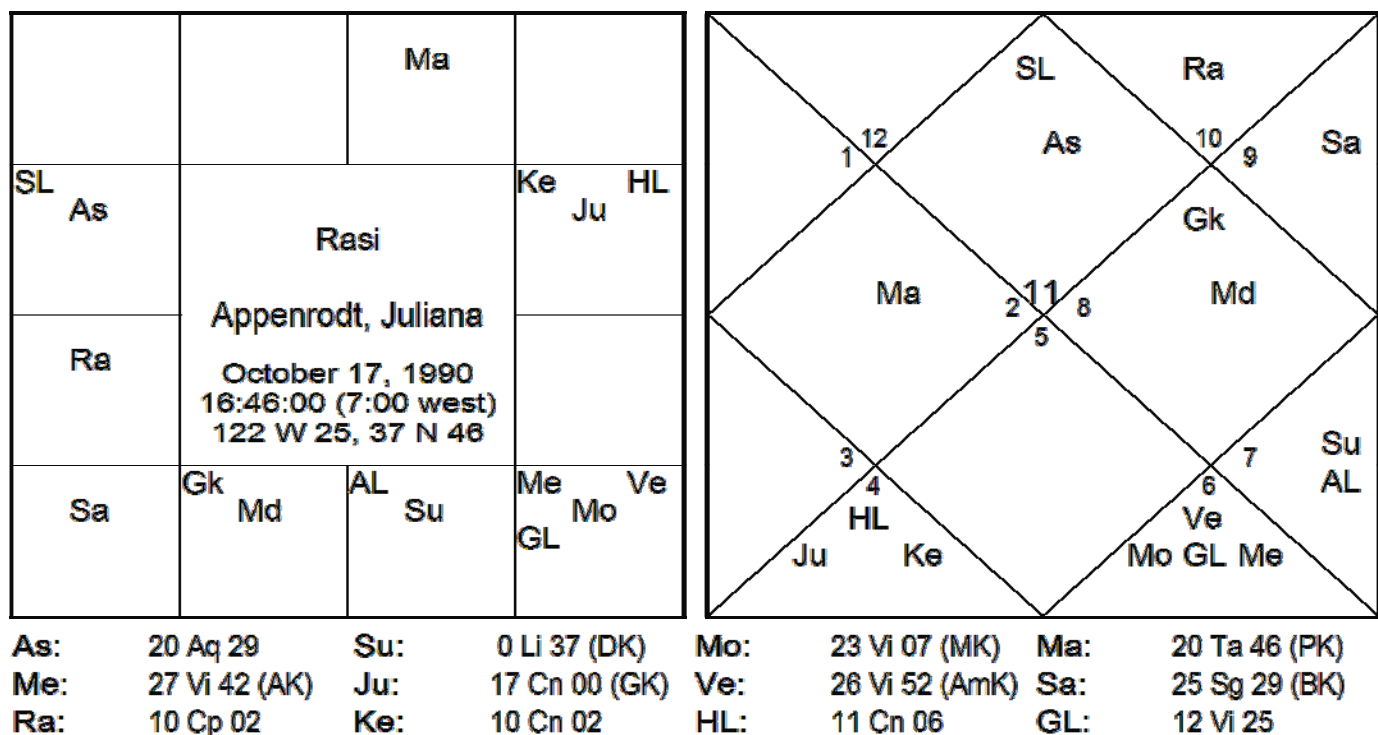 Ma
SL
As
Ke HL
Ju
Rasi
Appenrodt, Juliana
October 17, 1990
16:46:00 (7:00 west)
122 W 25, 37 N 46
Ra
Sa
Gk
Md
AL
Su
Me Ve
Mo
GL
SL
As
Ra
12
1
10
9
Sa
Gk
Ma
Md
2 11 8
5
3
4
HL
Ju Ke
7
6
Su
AL
Ve
Mo GL Me
As: 20 Aq 29 Su: 0 Li 37 (DK) Mo: 23 Vi 07 (MK) Ma: 20 Ta 46 (PK)
Me: 27 Vi 42 (AK) Ju: 17 Cn 00 (GK) Ve: 26 Vi 52 (AmK) Sa: 25 Sg 29 (BK)
Ra: 10 Cp 02 Ke: 10 Cn 02 HL: 11 Cn 06 GL: 12 Vi 25